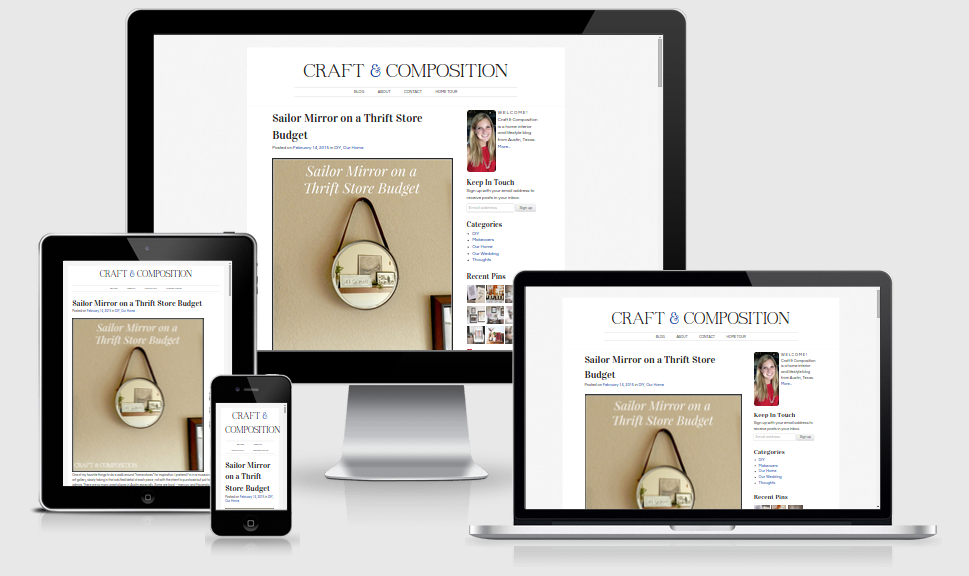 CRAFT & COMPOSITION
BLOG ABOUT CONTACT HOME TOUR
Sailor Mirror on a Thrift Store
Budget
Posted on February 14, 2015 in DIY, Our Home
Sailor Mirror on a
Thrift Store Budget
WELCOME!
Craft & Composition
is a home interior
and lifestyle blog
from Austin, Texas.
More...
Keep In Touch
Sign up with your email address to
receive posts in your inbox.
Email address Sign up
Categories
DIY
Makeovers
Our Home
Our Wedding
Thoughts
Recent Pins
CRAFT & COMPOSITION
Sailor Mirror on a Thrift Store Budget
Posted on February 14, 2015 in DIY, Our Home
Sailor Mirror on a
Thrift Store Budget
CRAFT & COMPOSITION
CRAFT &
COMPOSITION
Sailor Mirror
on a Thrift
Store Budget
Posted on February 14, 2015 in DIY,
Our Home
CRAFT & COMPOSITION
BLOG ABOUT CONTACT HOME TOUR
Sailor Mirror on a Thrift Store
Budget
Posted on February 14, 2015 in DIY, Our Home
Sailor Mirror on a
Thrift Store Budget
WELCOME!
Craft & Composition
is a home interior
and lifestyle blog
from Austin, Texas.
More...
Keep In Touch
Sign up with your email address to
receive posts in your inbox.
Email address Sign up
Categories
DIY
Makeovers
Our Home
Our Wedding
Thoughts
Recent Pins